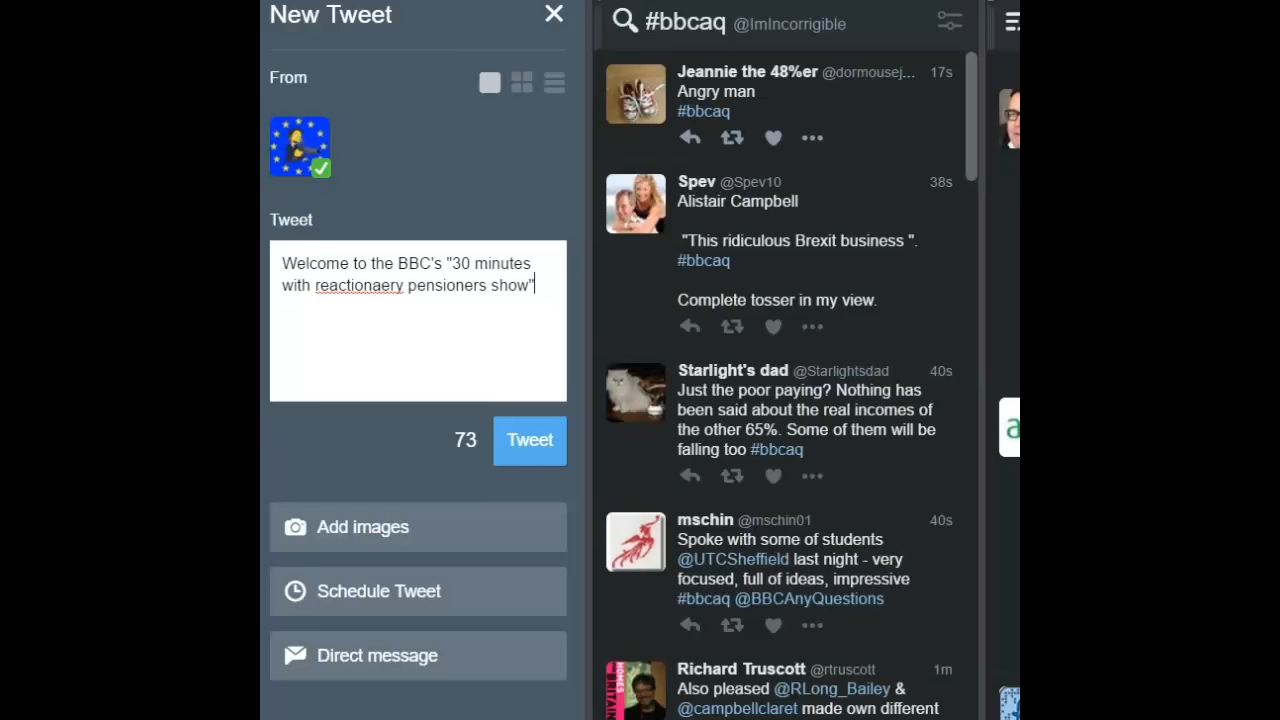 New Tweet
From
Tweet
Welcome to the BBC's "30 minutes
with reactionaery pensioners show"
73
Tweet
Add images
Schedule Tweet
Direct message
#bbcaq @ImIncorrigible
Jeannie the 48%er @dormousej... 17s
Angry man
#bbcaq
Spev @Spev10 38s
Alistair Campbell
"This ridiculous Brexit business ".
#bbcaq
Complete tosser in my view.
Starlight's dad @Starlightsdad 40s
Just the poor paying? Nothing has
been said about the real incomes of
the other 65%. Some of them will be
falling too #bbcaq
mschin @mschin01 40s
Spoke with some of students
@UTCSheffield last night - very
focused, full of ideas, impressive
#bbcaq @BBCAnyQuestions
Richard Truscott @rtruscott 1m
Also pleased @RLong_Bailey &
@campbellclaret made own different
HOMES
BRITAIN
a